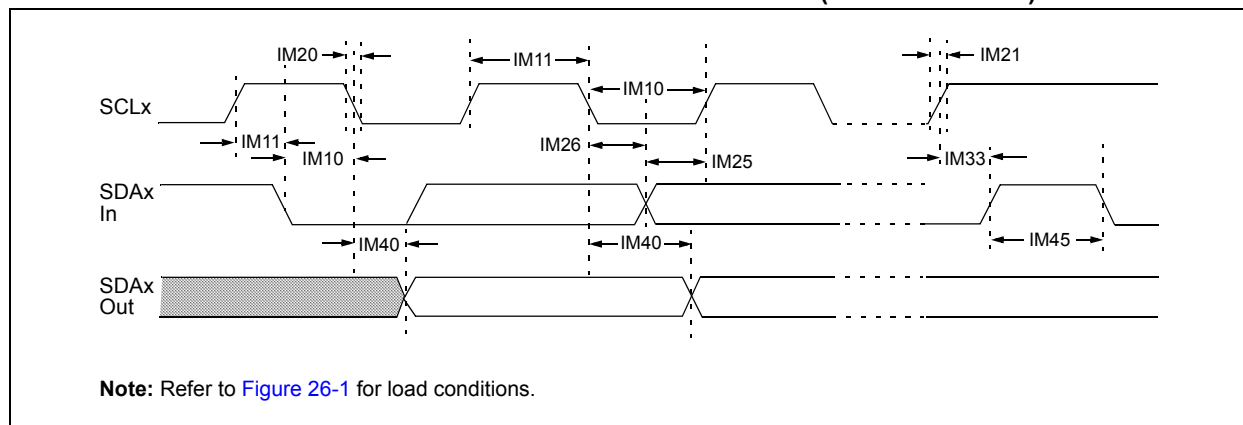 IM20
IM11
IM21
SCLx
IM10
IM11
IM10
IM26
IM25
IM33
SDAx
In
IM40
IM40
IM45
SDAx
Out
Note: Refer to Figure 26-1 for load conditions.